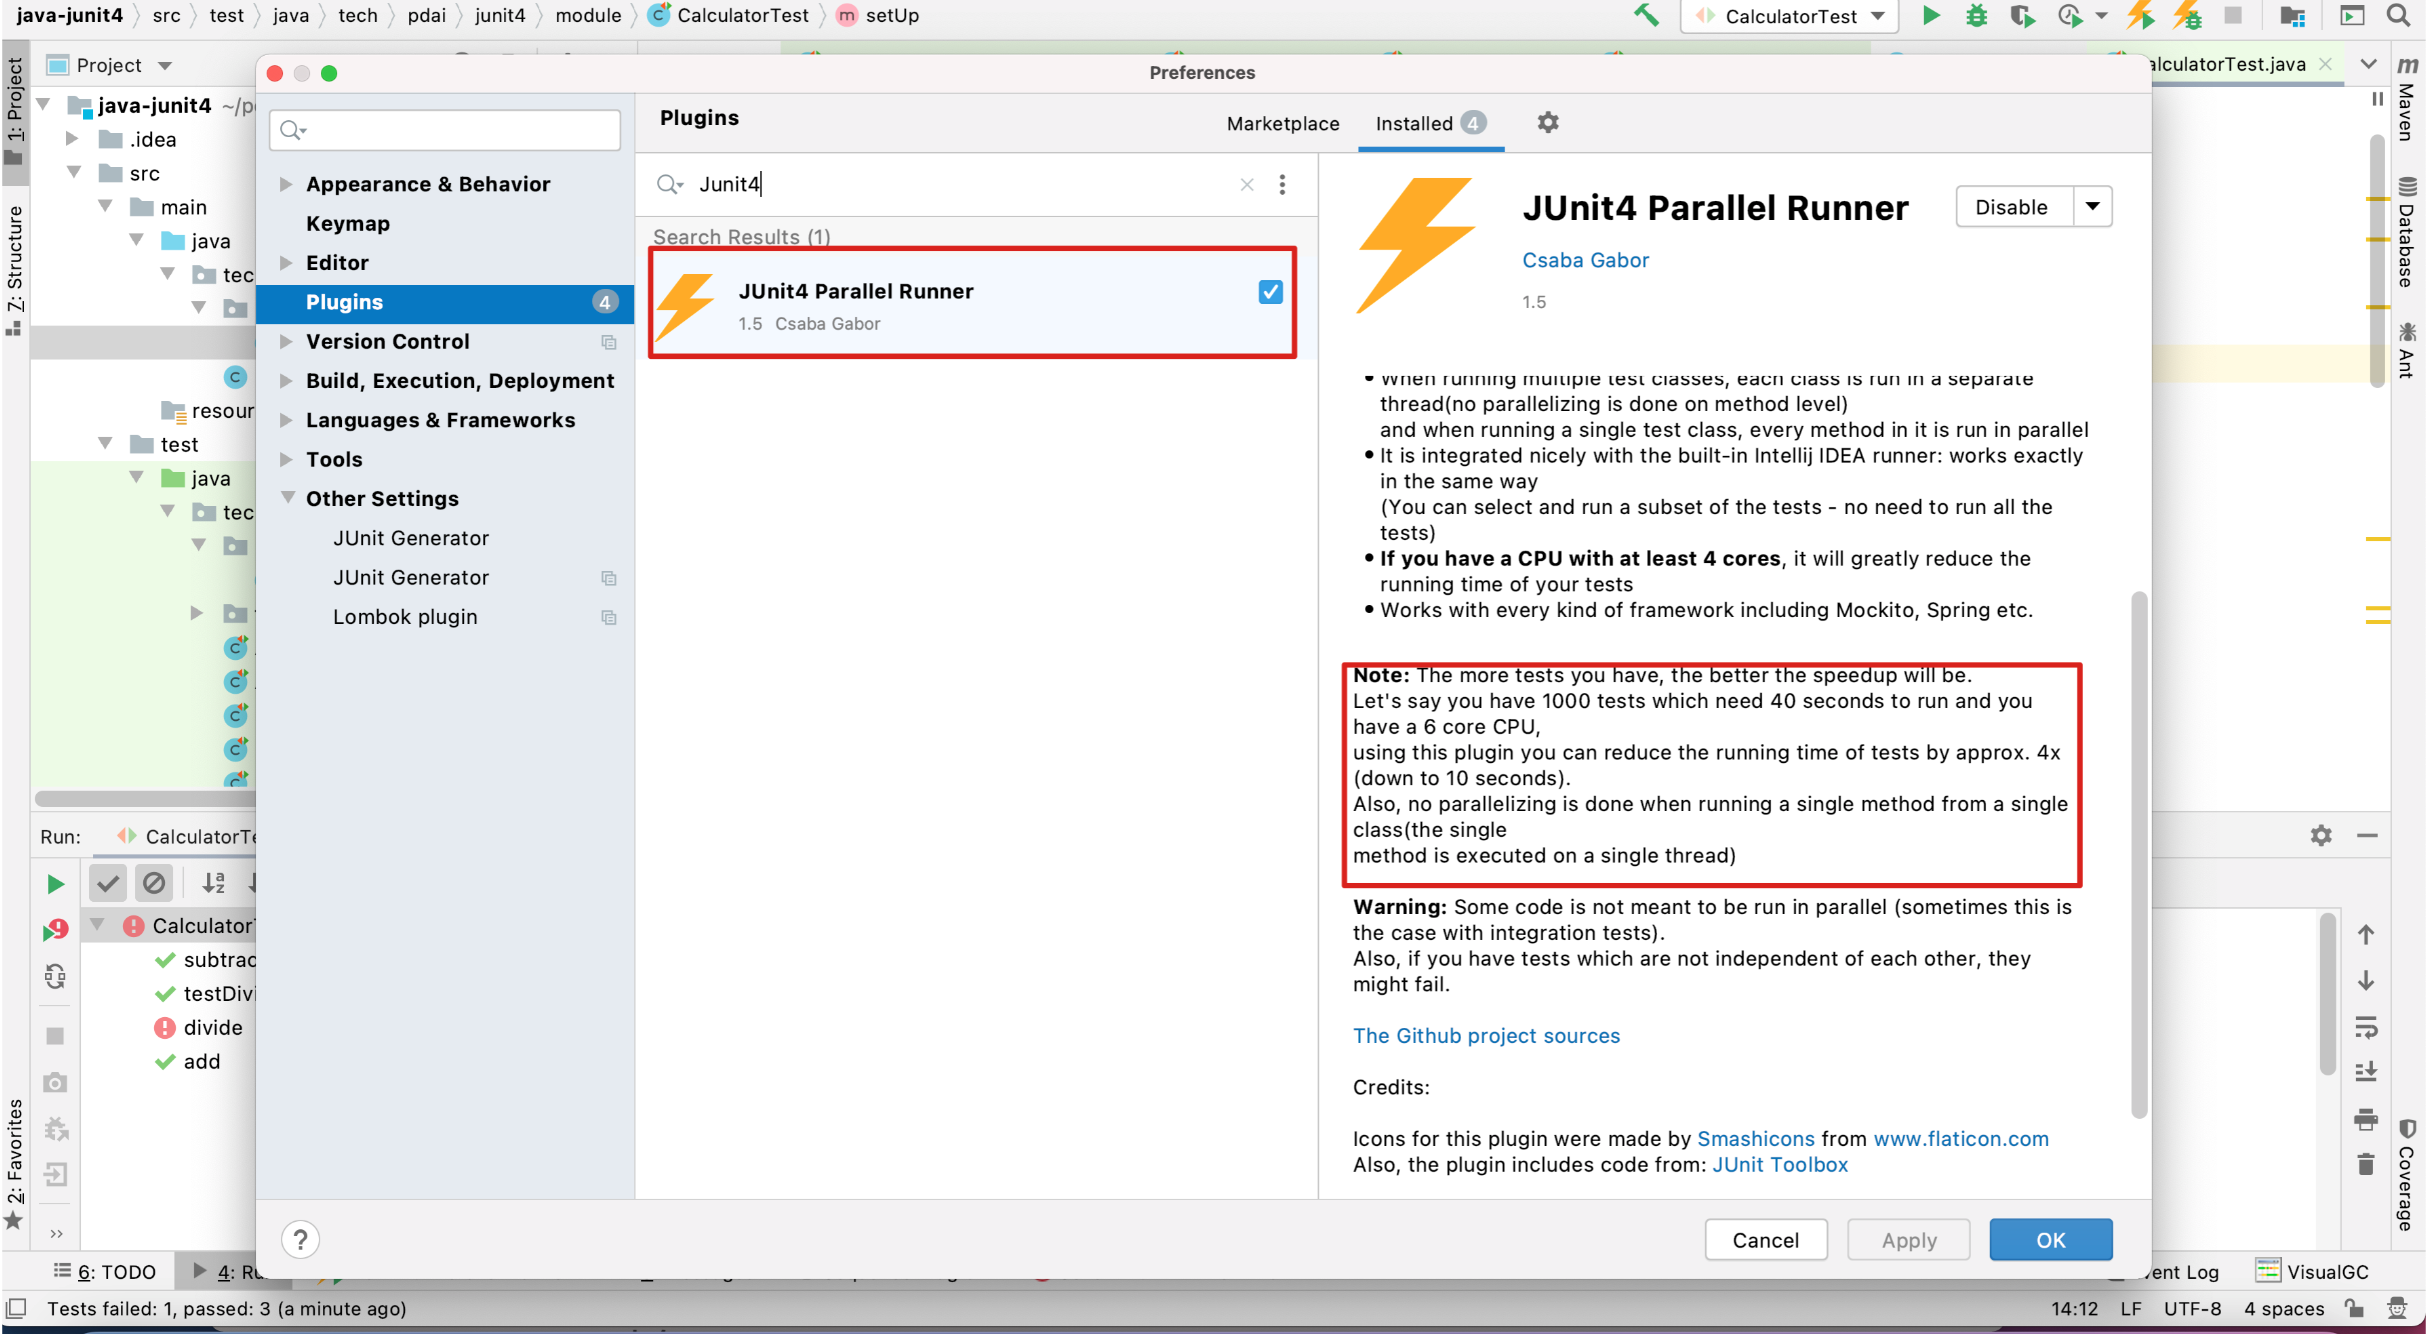 java-junit4 src test java tech pdai junit4 module CalculatorTest m setUp
CalculatorTest
Project
alculatorTest.java
1: Project
Z: Structure
2: Favorites
java-junit4 ~/p
.idea
src
main
java
tec
C
resour
test
java
tec
C
C
C
C
Preferences
Appearance & Behavior
Keymap
Editor
Plugins 4
Version Control
Build, Execution, Deployment
Languages & Frameworks
Tools
Other Settings
JUnit Generator
JUnit Generator
Lombok plugin
Plugins
Marketplace
Installed 4
Junit4
Search Results (1)
JUnit4 Parallel Runner
1.5 Csaba Gabor
JUnit4 Parallel Runner
Disable
Csaba Gabor
1.5
• When running multiple test classes, each class is run in a separate
thread(no parallelizing is done on method level)
and when running a single test class, every method in it is run in parallel
• It is integrated nicely with the built-in Intellij IDEA runner: works exactly
in the same way
(You can select and run a subset of the tests - no need to run all the
tests)
• If you have a CPU with at least 4 cores, it will greatly reduce the
running time of your tests
• Works with every kind of framework including Mockito, Spring etc.
Note: The more tests you have, the better the speedup will be.
Let's say you have 1000 tests which need 40 seconds to run and you
have a 6 core CPU,
using this plugin you can reduce the running time of tests by approx. 4x
(down to 10 seconds).
Also, no parallelizing is done when running a single method from a single
class(the single
method is executed on a single thread)
Warning: Some code is not meant to be run in parallel (sometimes this is
the case with integration tests).
Also, if you have tests which are not independent of each other, they
might fail.
The Github project sources
Credits:
Icons for this plugin were made by Smashicons from www.flaticon.com
Also, the plugin includes code from: JUnit Toolbox
?
Cancel
Apply
OK
m Maven
Database
Ant
Coverage
Run: CalculatorTe
Calculator
subtrac
testDivi
divide
add
6: TODO
4: Ru
ent Log
VisualGC
Tests failed: 1, passed: 3 (a minute ago)
14:12 LF UTF-8 4 spaces